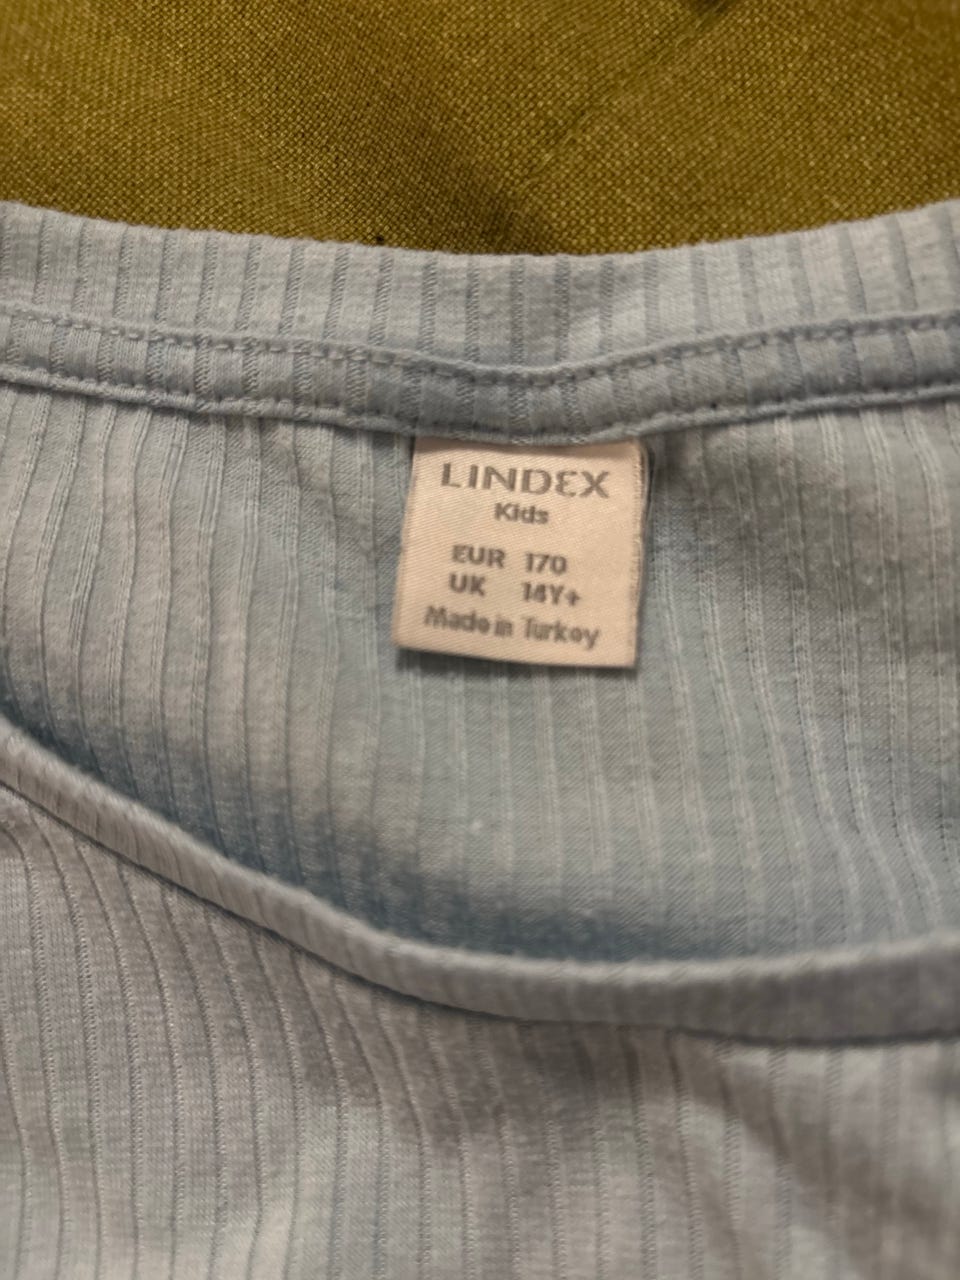 LINDEX
Kids
EUR 170
UK 14Y+
Made in Turkey